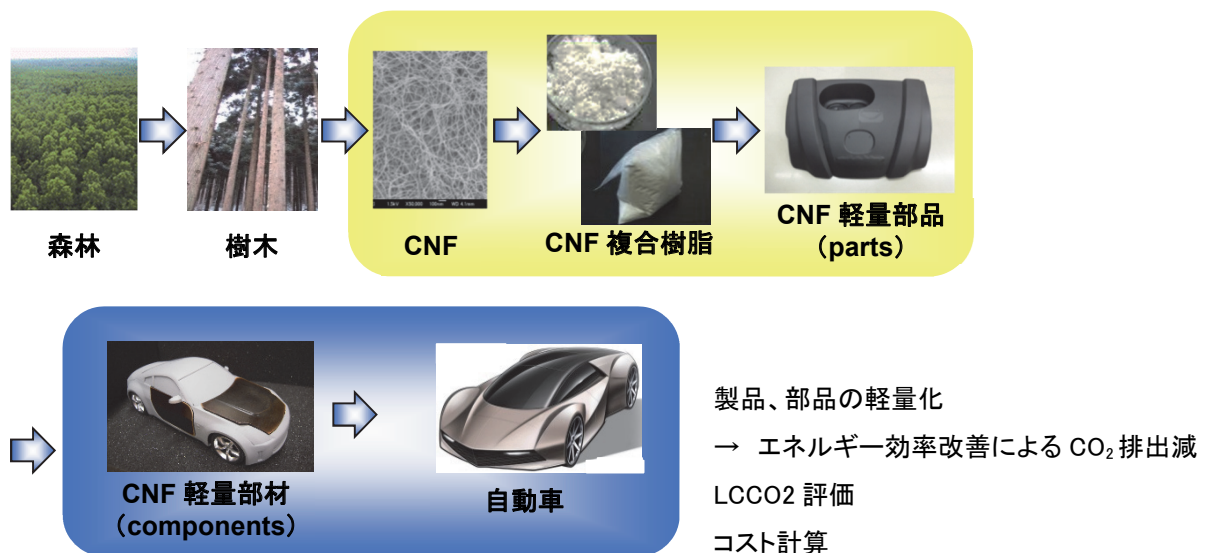 森林
樹木
CNF
CNF 複合樹脂
CNF 軽量部品
(parts)
CNF 軽量部材
(components)
自動車
製品、部品の軽量化
→ エネルギー効率改善による CO₂ 排出減
LCCO2 評価
コスト計算